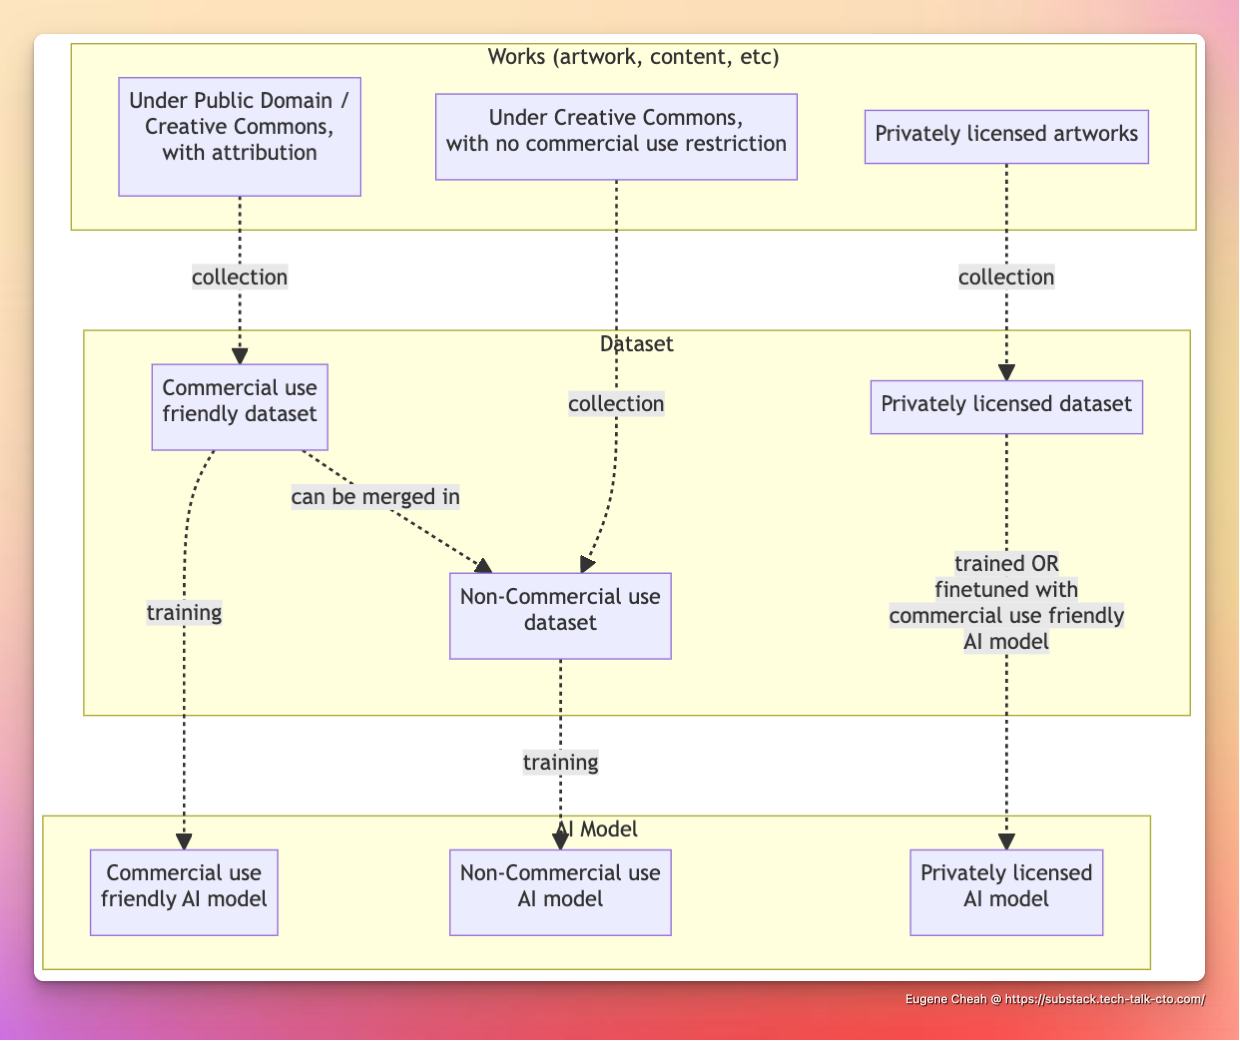 Works (artwork, content, etc)
Under Public Domain /
Creative Commons,
with attribution
Under Creative Commons,
with no commercial use restriction
Privately licensed artworks
collection
collection
Dataset
Commercial use
friendly dataset
collection
Privately licensed dataset
can be merged in
trained OR
finetuned with
commercial use friendly
AI model
training
Non-Commercial use
dataset
training
AI Model
Commercial use
friendly AI model
Non-Commercial use
AI model
Privately licensed
AI model
Eugene Cheah @ https://substack.tech-talk-cto.com/